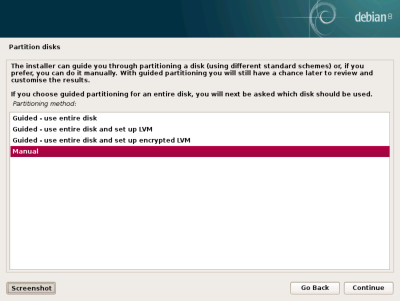 debian 8
Partition disks
The installer can guide you through partitioning a disk (using different standard schemes) or, if you
prefer, you can do it manually. With guided partitioning you will still have a chance later to review and
customise the results.
If you choose guided partitioning for an entire disk, you will next be asked which disk should be used.
Partitioning method:
Guided - use entire disk
Guided - use entire disk and set up LVM
Guided - use entire disk and set up encrypted LVM
Manual
Screenshot
Go Back
Continue